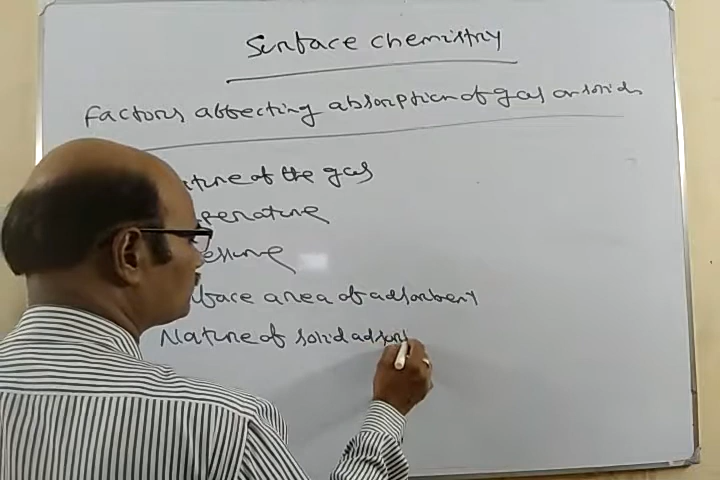 Surface chemistry
Factors affecting absorption of gas on solids
ature of the gas
perature
essure
face area of adsorbent
Nature of solid adsor